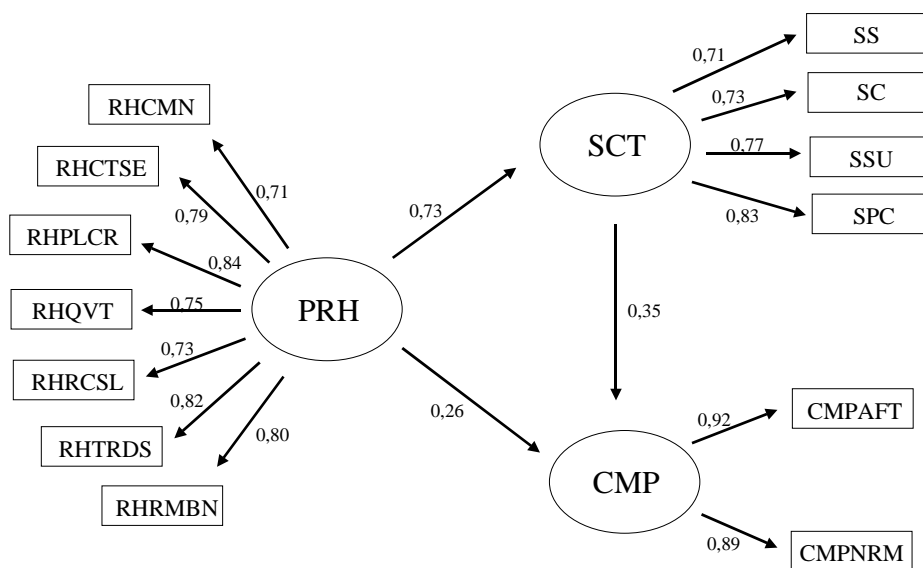 SS
0,71
SC
0,73
RHCMN
SCT
SSU
0,77
RHCTSE
0,71
SPC
0,83
0,79
0,73
RHPLCR
0,84
RHQVT
0,75
PRH
0,35
0,73
RHRCSL
0,82
0,26
0,92
CMPAFT
RHTRDS
0,80
CMP
RHRMBN
0,89
CMPNRM